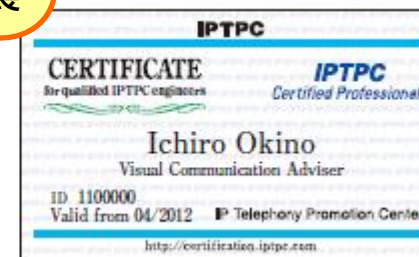 IPTPC
CERTIFICATE
for qualified IPTPC engineers
IPTPC
Certified Professional
Ichiro Okino
Visual Communication Adviser
ID 1100000
Valid from 04/2012
IP Telephony Promotion Cente
http://certification.iptpc.com